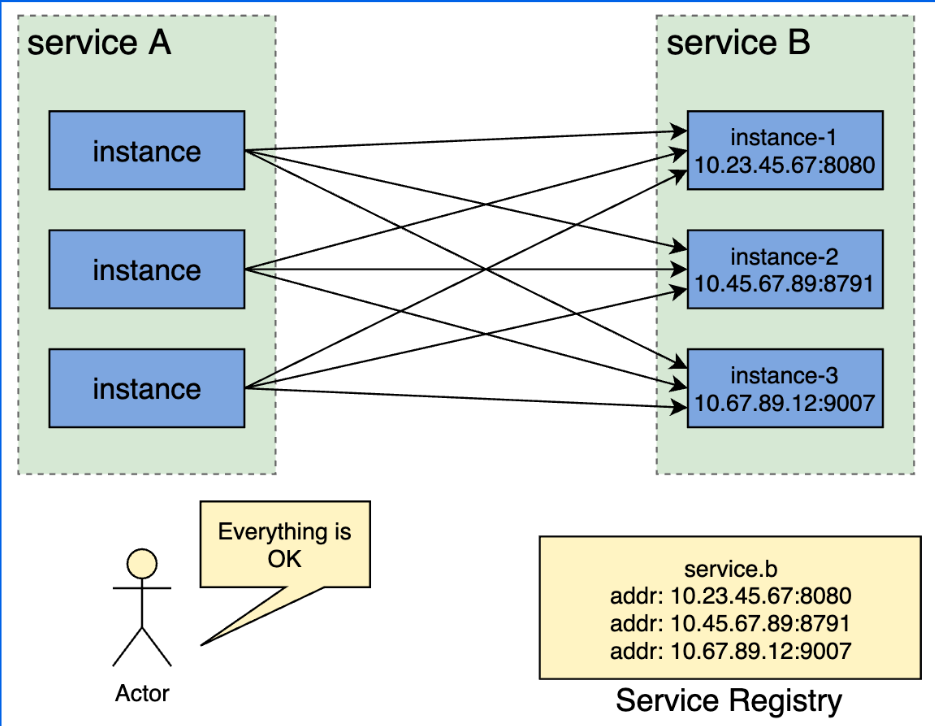 service A
service B
instance
instance
instance
instance-1
10.23.45.67:8080
instance-2
10.45.67.89:8791
instance-3
10.67.89.12:9007
Everything is
OK
Actor
service.b
addr: 10.23.45.67:8080
addr: 10.45.67.89:8791
addr: 10.67.89.12:9007
Service Registry